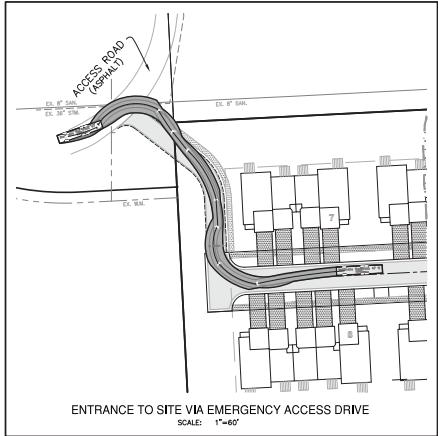 ACCESS ROAD
(ASPHALT)
EX. 8" SAN.
EX. 36" STM.
EX. 8" SAN.
EX. W.M.
7
8
ENTRANCE TO SITE VIA EMERGENCY ACCESS DRIVE
SCALE: 1"=60'